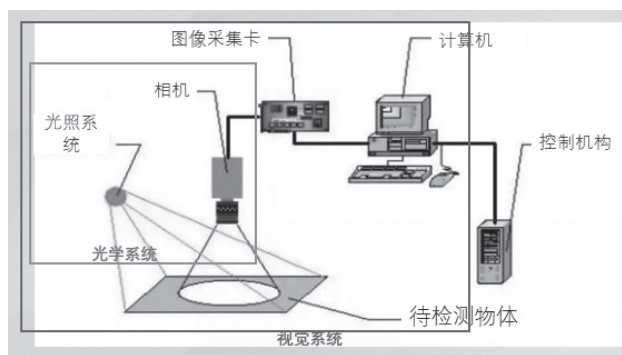 图像采集卡
计算机
相机
光照系
统
控制机构
光学系统
待检测物体
视觉系统